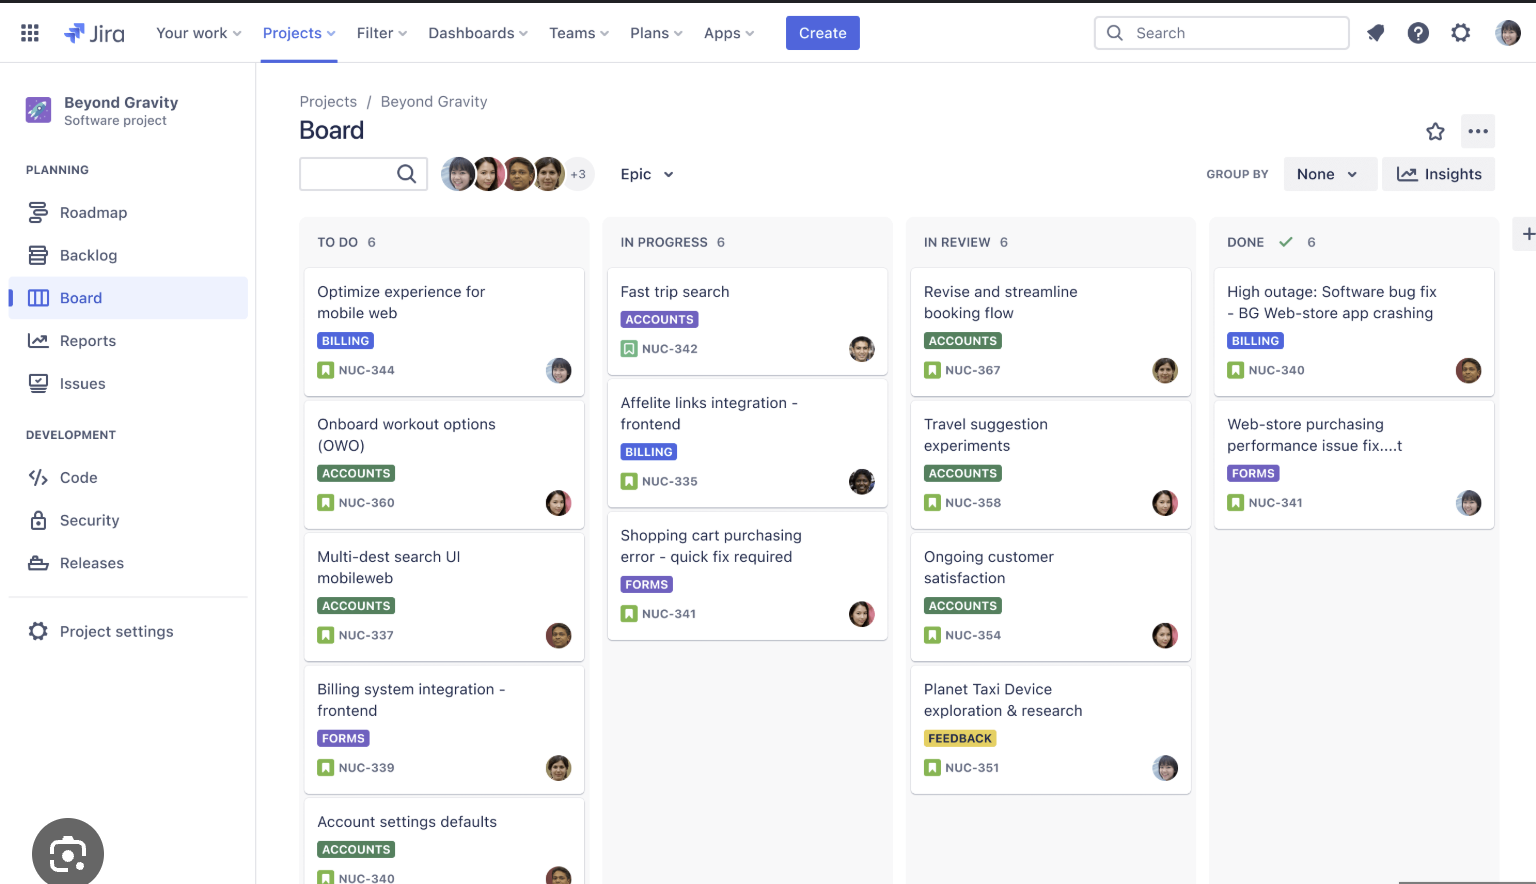 Jira
Your work
Projects
Filter
Dashboards
Teams
Plans
Apps
Create
Search
Beyond Gravity
Software project
PLANNING
Roadmap
Backlog
Board
Reports
Issues
DEVELOPMENT
Code
Security
Releases
Project settings
Projects / Beyond Gravity
Board
+3
Epic
GROUP BY
None
Insights
TO DO 6
Optimize experience for
mobile web
BILLING
NUC-344
Onboard workout options
(OWO)
ACCOUNTS
NUC-360
Multi-dest search UI
mobileweb
ACCOUNTS
NUC-337
Billing system integration -
frontend
FORMS
NUC-339
Account settings defaults
ACCOUNTS
NUC-340
IN PROGRESS 6
Fast trip search
ACCOUNTS
NUC-342
Affelite links integration -
frontend
BILLING
NUC-335
Shopping cart purchasing
error - quick fix required
FORMS
NUC-341
IN REVIEW 6
Revise and streamline
booking flow
ACCOUNTS
NUC-367
Travel suggestion
experiments
ACCOUNTS
NUC-358
Ongoing customer
satisfaction
ACCOUNTS
NUC-354
Planet Taxi Device
exploration & research
FEEDBACK
NUC-351
DONE 6
High outage: Software bug fix
- BG Web-store app crashing
BILLING
NUC-340
Web-store purchasing
performance issue fix....t
FORMS
NUC-341